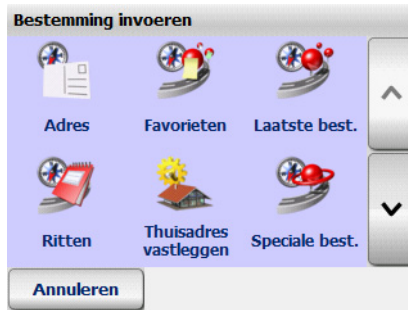 Bestemming invoeren
Adres
Favorieten
Laatste best.
Ritten
Thuisadres
vastleggen
Speciale best.
Annuleren